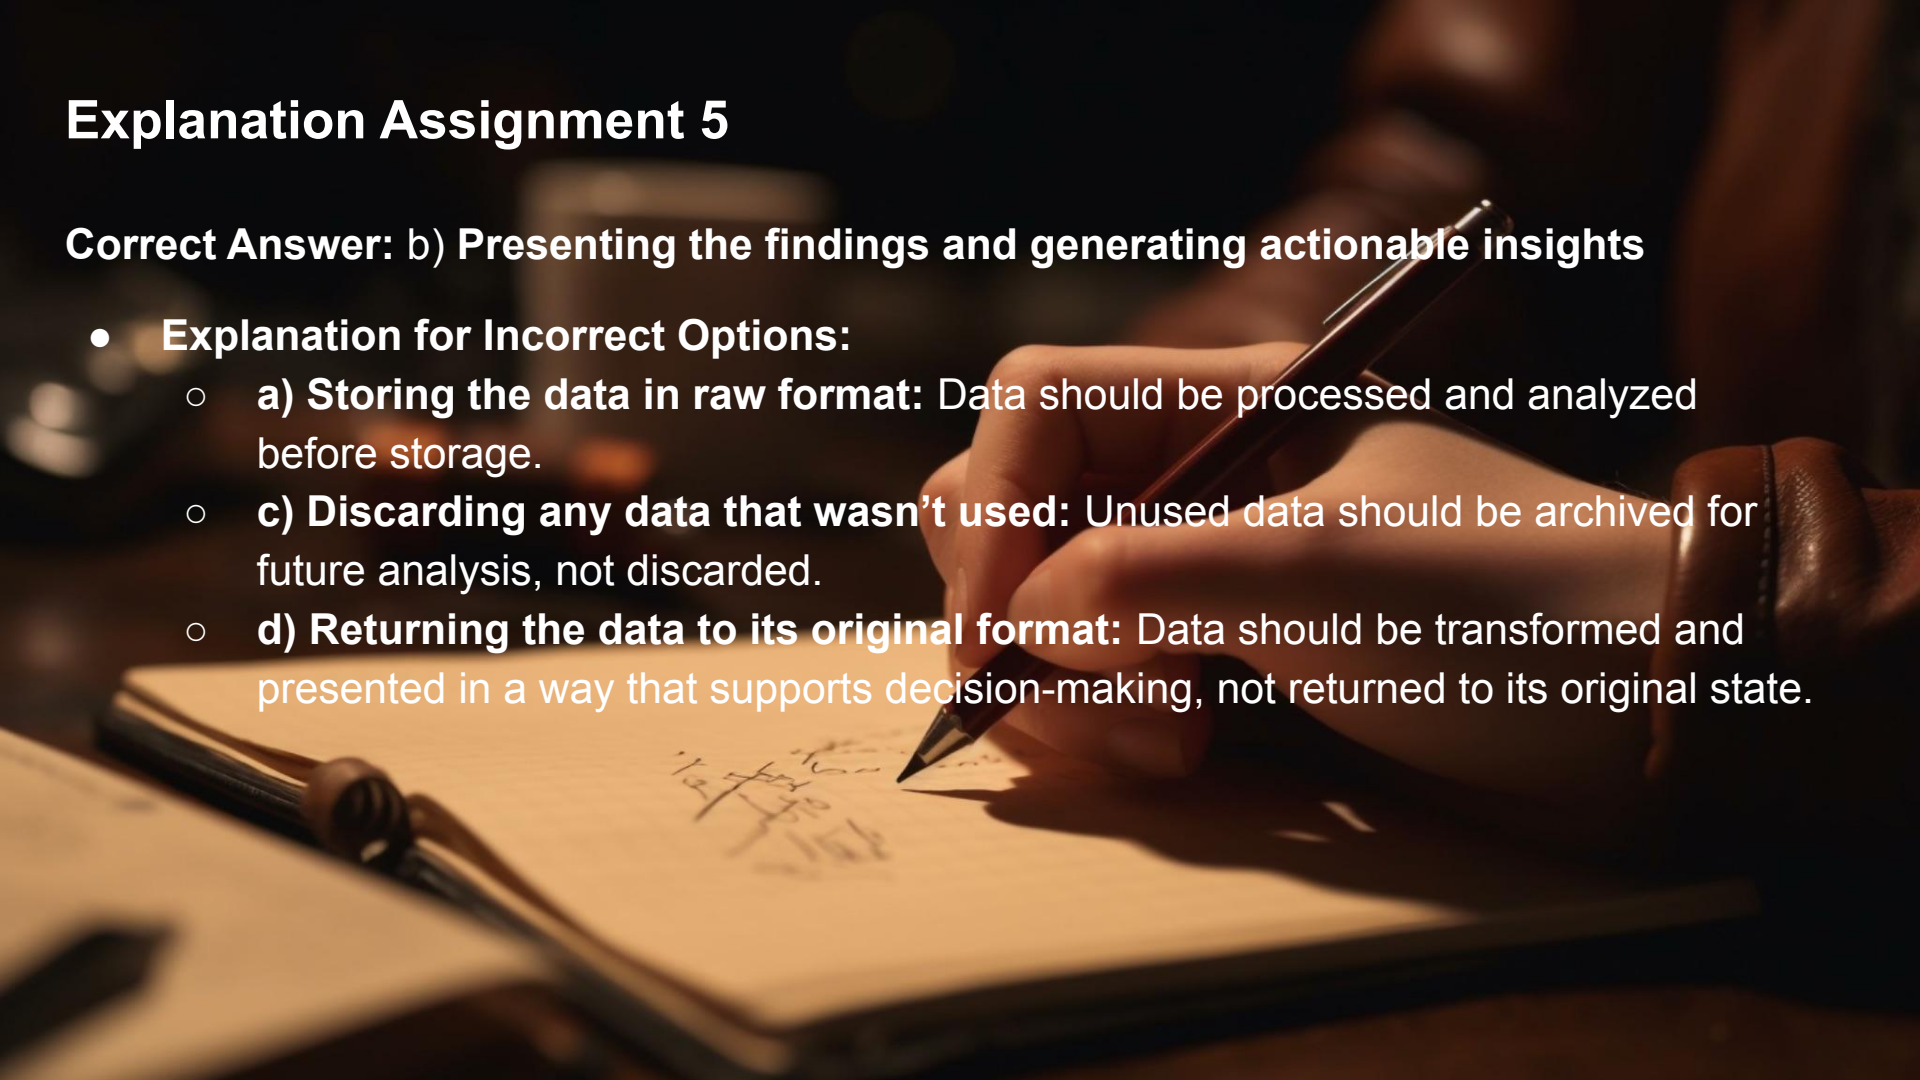 Explanation Assignment 5
Correct Answer: b) Presenting the findings and generating actionable insights
● Explanation for Incorrect Options:
○ a) Storing the data in raw format: Data should be processed and analyzed
before storage.
○ c) Discarding any data that wasn’t used: Unused data should be archived for
future analysis, not discarded.
○ d) Returning the data to its original format: Data should be transformed and
presented in a way that supports decision-making, not returned to its original state.